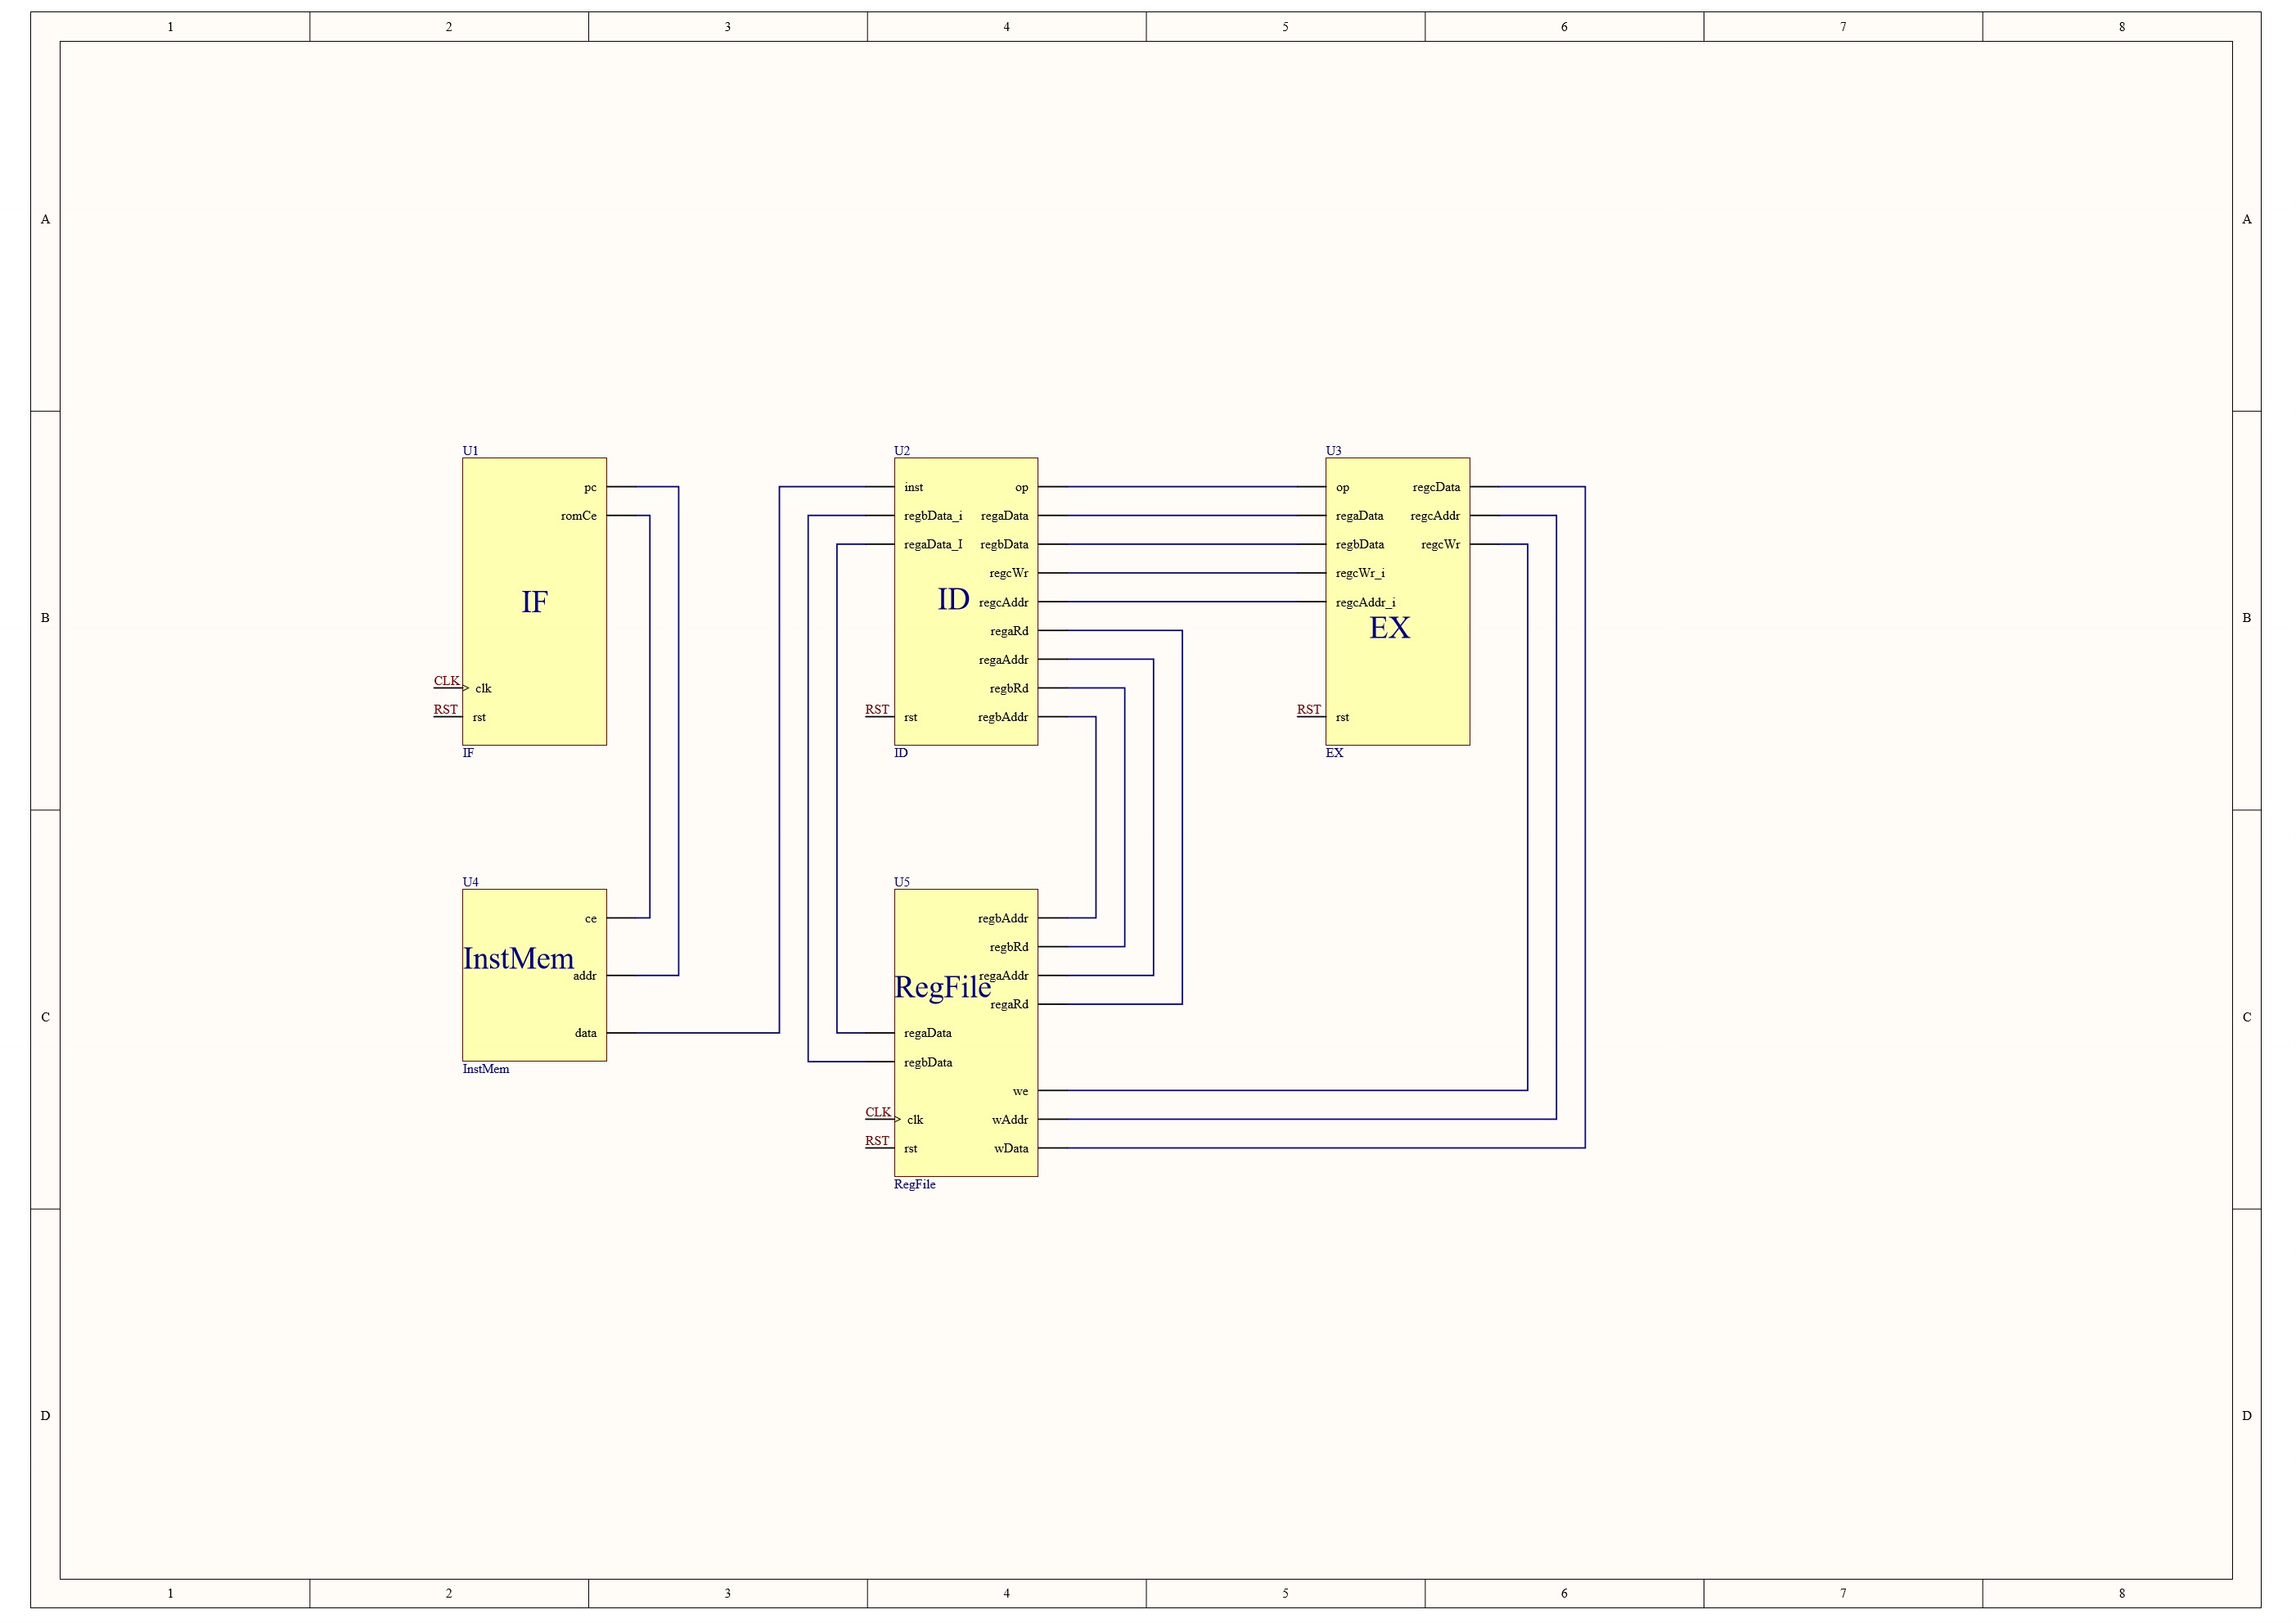 1 2 3 4 5 6 7 8
A A
U1 U2 U3
pc inst op op regcData
romCe regbData_i regaData regaData regcAddr
regaData_I regbData regbData regcWr
regcWr regcWr_i
IF ID regcAddr regcAddr_i
B EX B
regaRd
regaAddr
CLK clk regbRd
RST rst RST rst regbAddr RST rst
IF ID EX
U4 U5
ce regbAddr
InstMem regbRd
addr regaAddr
RegFile
regaRd
C C
data regaData
InstMem regbData
we
CLK clk wAddr
RST rst wData
RegFile
D D
1 2 3 4 5 6 7 8